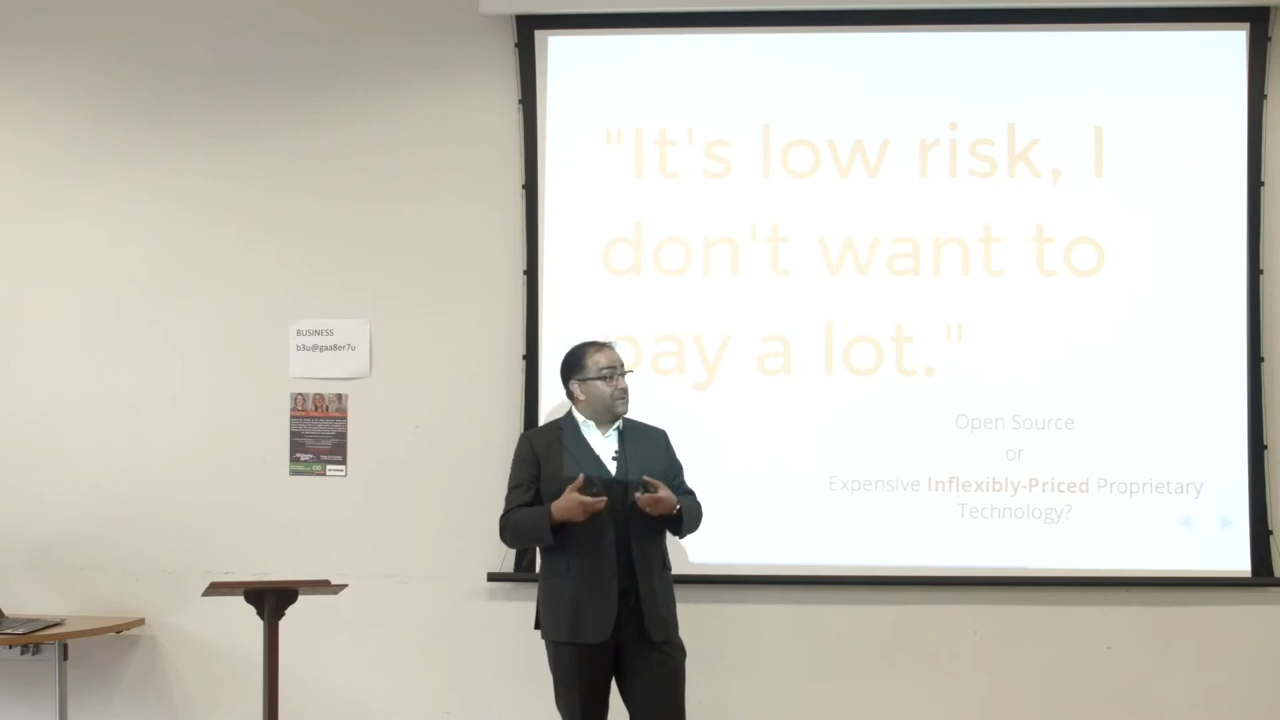 "It's low risk, I
don't want to
pay a lot."
Open Source
or
Expensive Inflexibly-Priced Proprietary
Technology?
BUSINESS
b3u@gaa8er7u